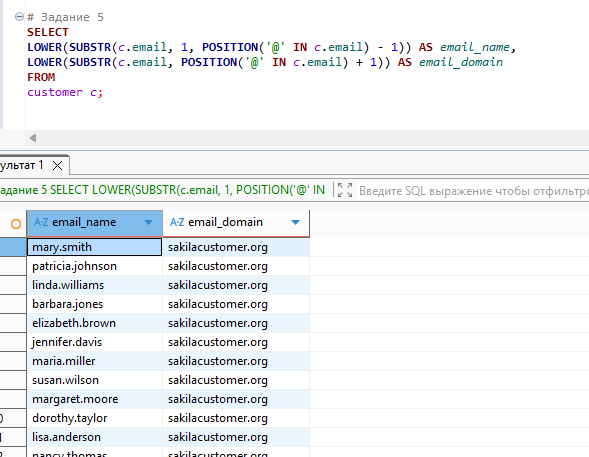 # Задание 5
SELECT
LOWER(SUBSTR(c.email, 1, POSITION('@' IN c.email) - 1)) AS email_name,
LOWER(SUBSTR(c.email, POSITION('@' IN c.email) + 1)) AS email_domain
FROM
customer c;
ультат 1
адание 5 SELECT LOWER(SUBSTR(c.email, 1, POSITION('@' IN Введите SQL выражение чтобы отфильтро
A-Z email_name A-Z email_domain
mary.smith sakilacustomer.org
patricia.johnson sakilacustomer.org
linda.williams sakilacustomer.org
barbara.jones sakilacustomer.org
elizabeth.brown sakilacustomer.org
jennifer.davis sakilacustomer.org
maria.miller sakilacustomer.org
susan.wilson sakilacustomer.org
margaret.moore sakilacustomer.org
0 dorothy.taylor sakilacustomer.org
1 lisa.anderson sakilacustomer.org
2 nancy.thomas sakilacustomer.org